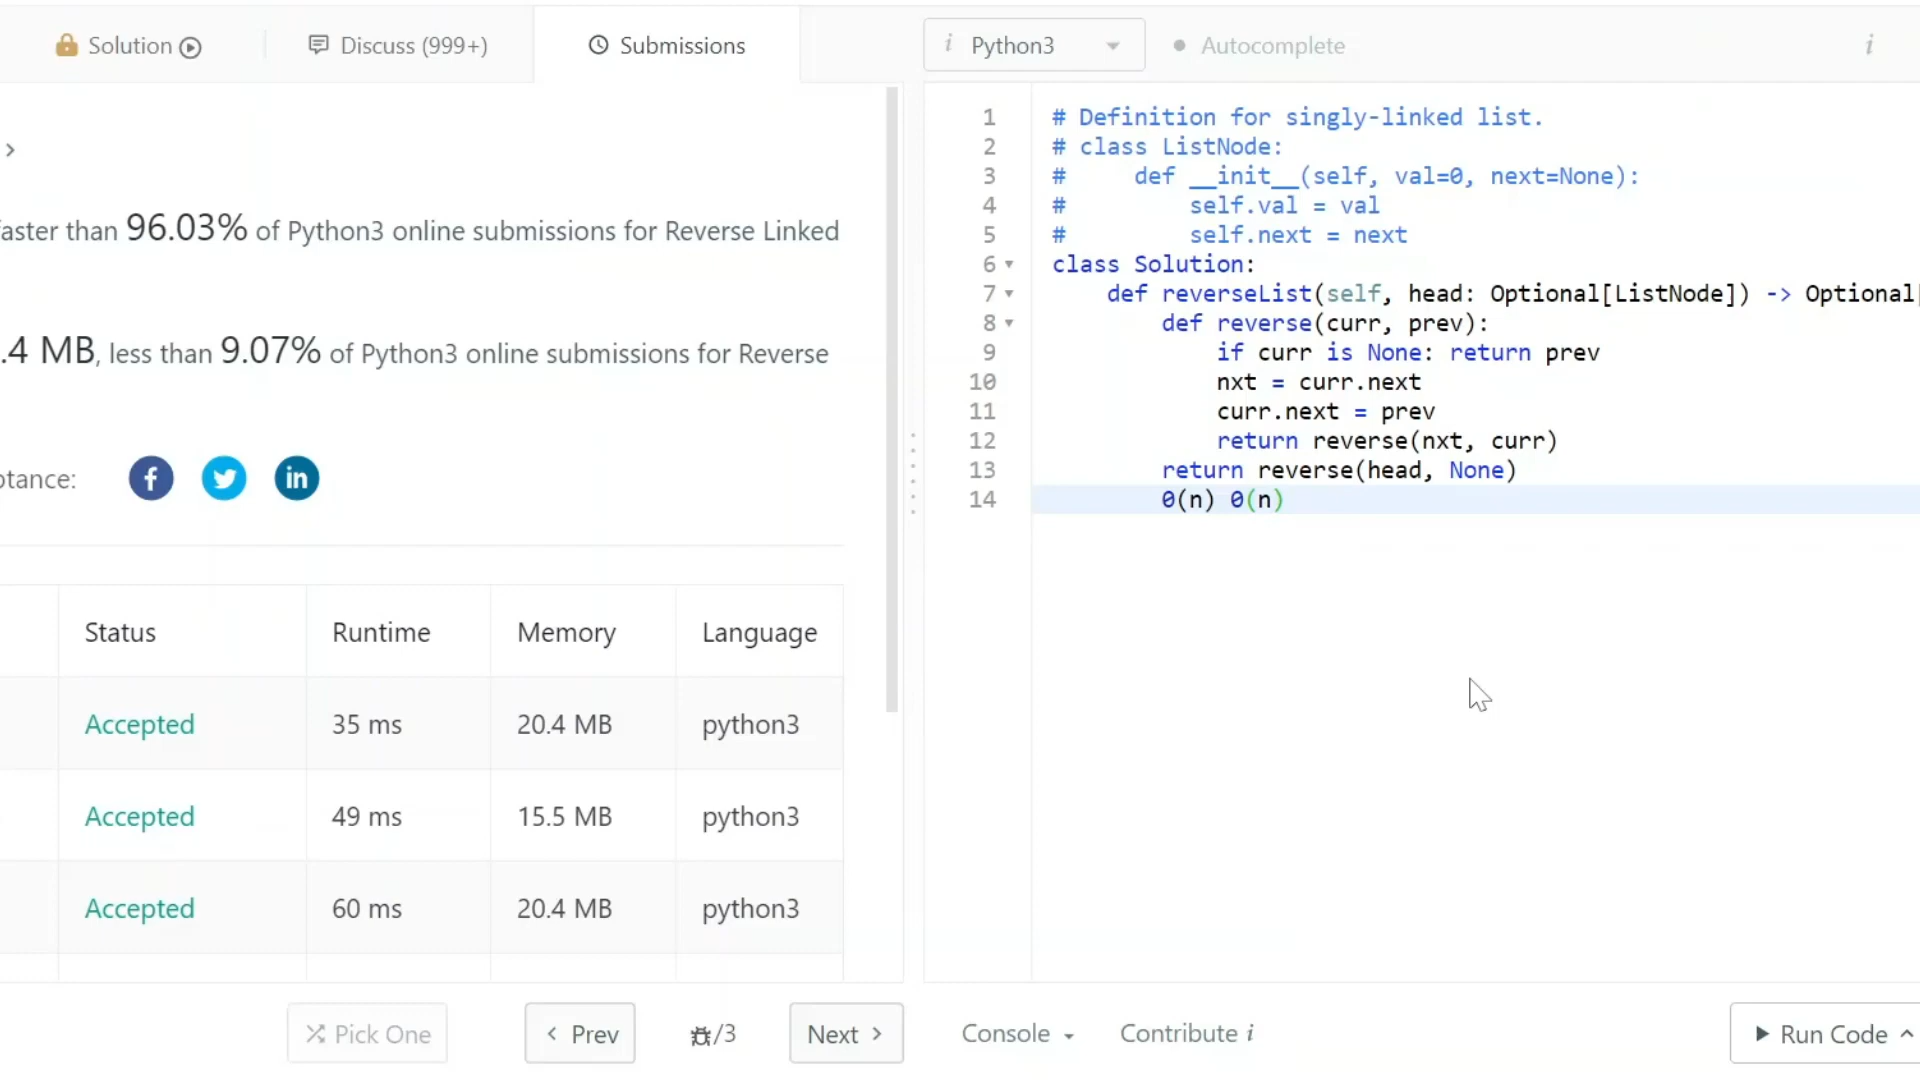 Solution
Discuss (999+)
Submissions
i Python3
Autocomplete
i
faster than 96.03% of Python3 online submissions for Reverse Linked
.4 MB, less than 9.07% of Python3 online submissions for Reverse
ptance:
Status Runtime Memory Language
Accepted 35 ms 20.4 MB python3
Accepted 49 ms 15.5 MB python3
Accepted 60 ms 20.4 MB python3
Pick One
< Prev
/3
Next >
1 # Definition for singly-linked list.
2 # class ListNode:
3 #     def __init__(self, val=0, next=None):
4 #         self.val = val
5 #         self.next = next
6 class Solution:
7     def reverseList(self, head: Optional[ListNode]) -> Optional[
8         def reverse(curr, prev):
9             if curr is None: return prev
10             nxt = curr.next
11             curr.next = prev
12             return reverse(nxt, curr)
13         return reverse(head, None)
14         0(n) 0(n)
Console
Contribute i
Run Code